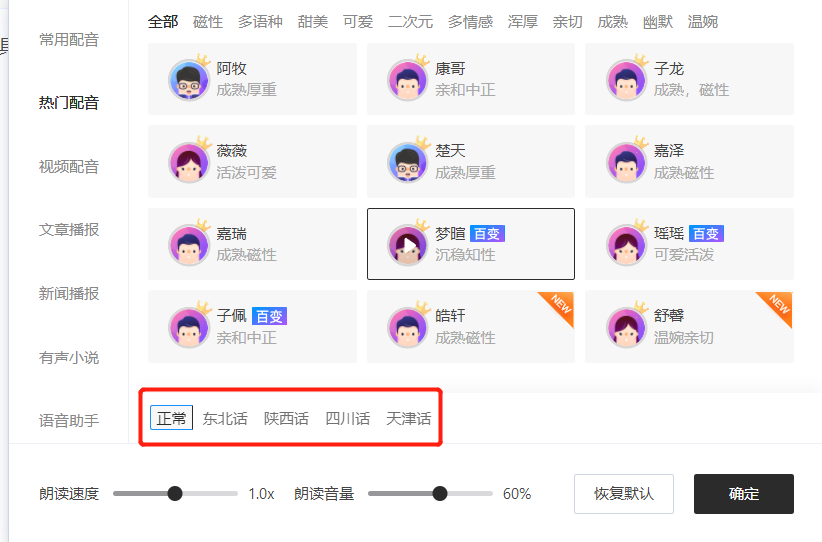 全部 磁性 多语种 甜美 可爱 二次元 多情感 浑厚 亲切 成熟 幽默 温婉
常用配音
热门配音
视频配音
文章播报
新闻播报
有声小说
语音助手
阿牧
成熟厚重
康哥
亲和中正
子龙
成熟，磁性
薇薇
活泼可爱
楚天
成熟厚重
嘉泽
成熟磁性
嘉瑞
成熟磁性
梦暄 百变
沉稳知性
瑶瑶 百变
可爱活泼
子佩 百变
亲和中正
皓轩
成熟磁性
NEW
舒馨
温婉亲切
NEW
正常 东北话 陕西话 四川话 天津话
朗读速度 1.0x 朗读音量 60% 恢复默认 确定